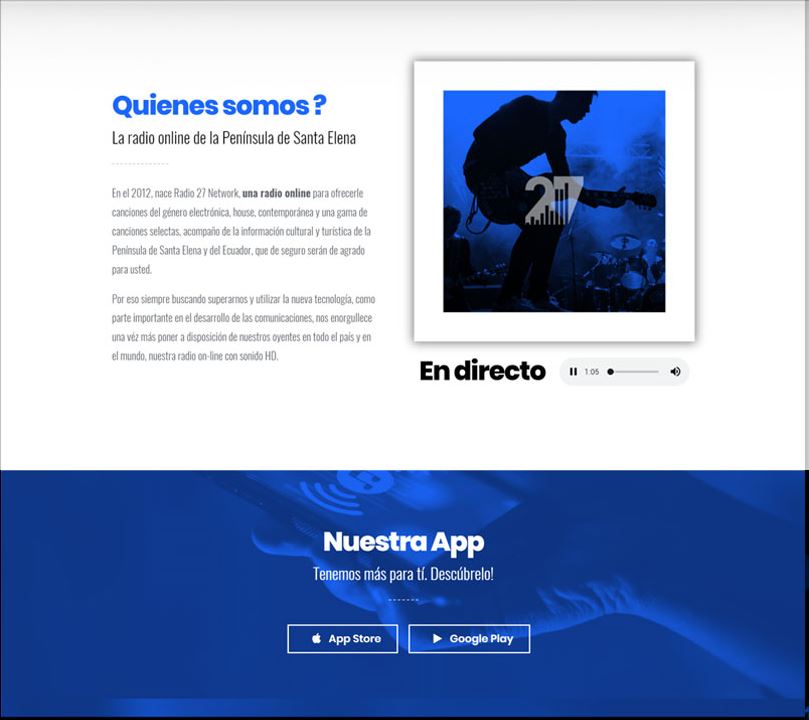 Quienes somos ?
La radio online de la Península de Santa Elena
En el 2012, nace Radio 27 Network, una radio online para ofrecerle
canciones del género electrónica, house, contemporánea y una gama de
canciones selectas, acompaño de la información cultural y turística de la
Península de Santa Elena y del Ecuador, que de seguro serán de agrado
para usted.
Por eso siempre buscando superarnos y utilizar la nueva tecnología, como
parte importante en el desarrollo de las comunicaciones, nos enorgullece
una véz más poner a disposición de nuestros oyentes en todo el país y en
el mundo, nuestra radio on-line con sonido HD.
27
En directo
1:05
Nuestra App
Tenemos más para tí. Descúbrelo!
App Store
Google Play